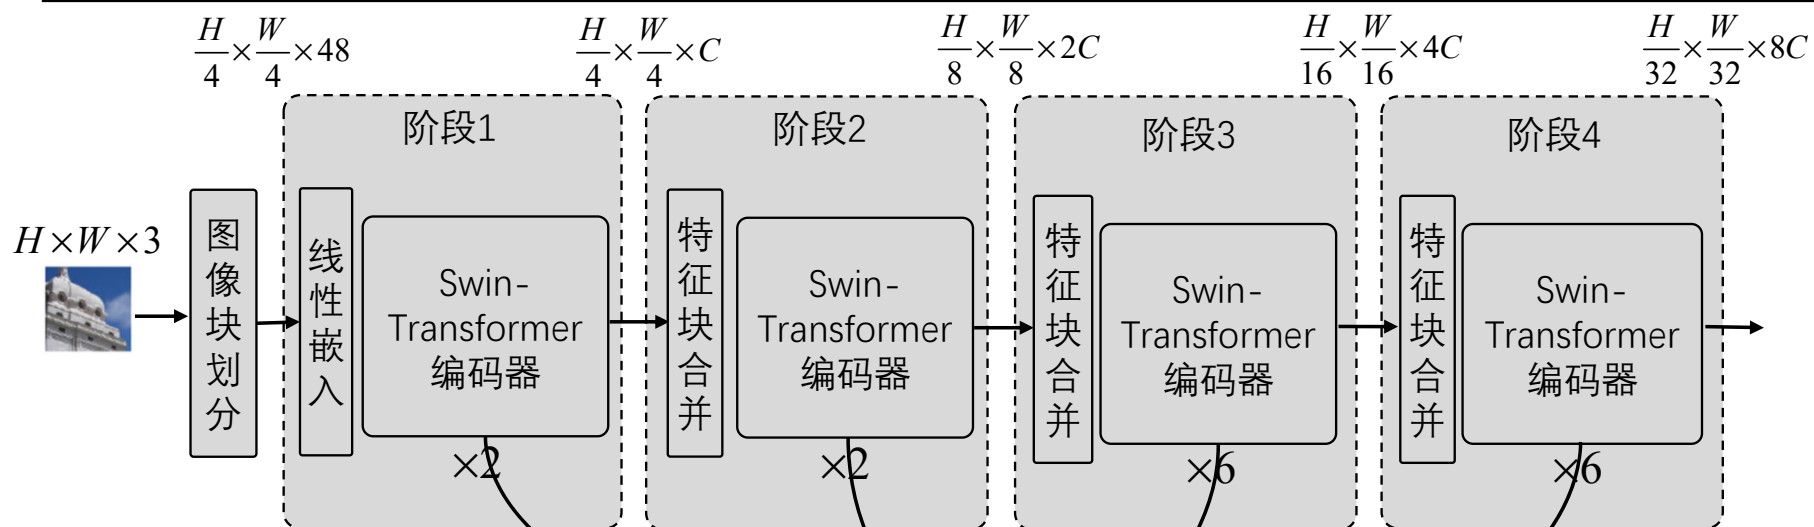 H/4×W/4×48
H/4×W/4×C
H/8×W/8×2C
H/16×W/16×4C
H/32×W/32×8C
阶段1
阶段2
阶段3
阶段4
H×W×3
图像块划分
线性嵌入
Swin-
Transformer
编码器
×2
特征块合并
Swin-
Transformer
编码器
×2
特征块合并
Swin-
Transformer
编码器
×6
特征块合并
Swin-
Transformer
编码器
×6